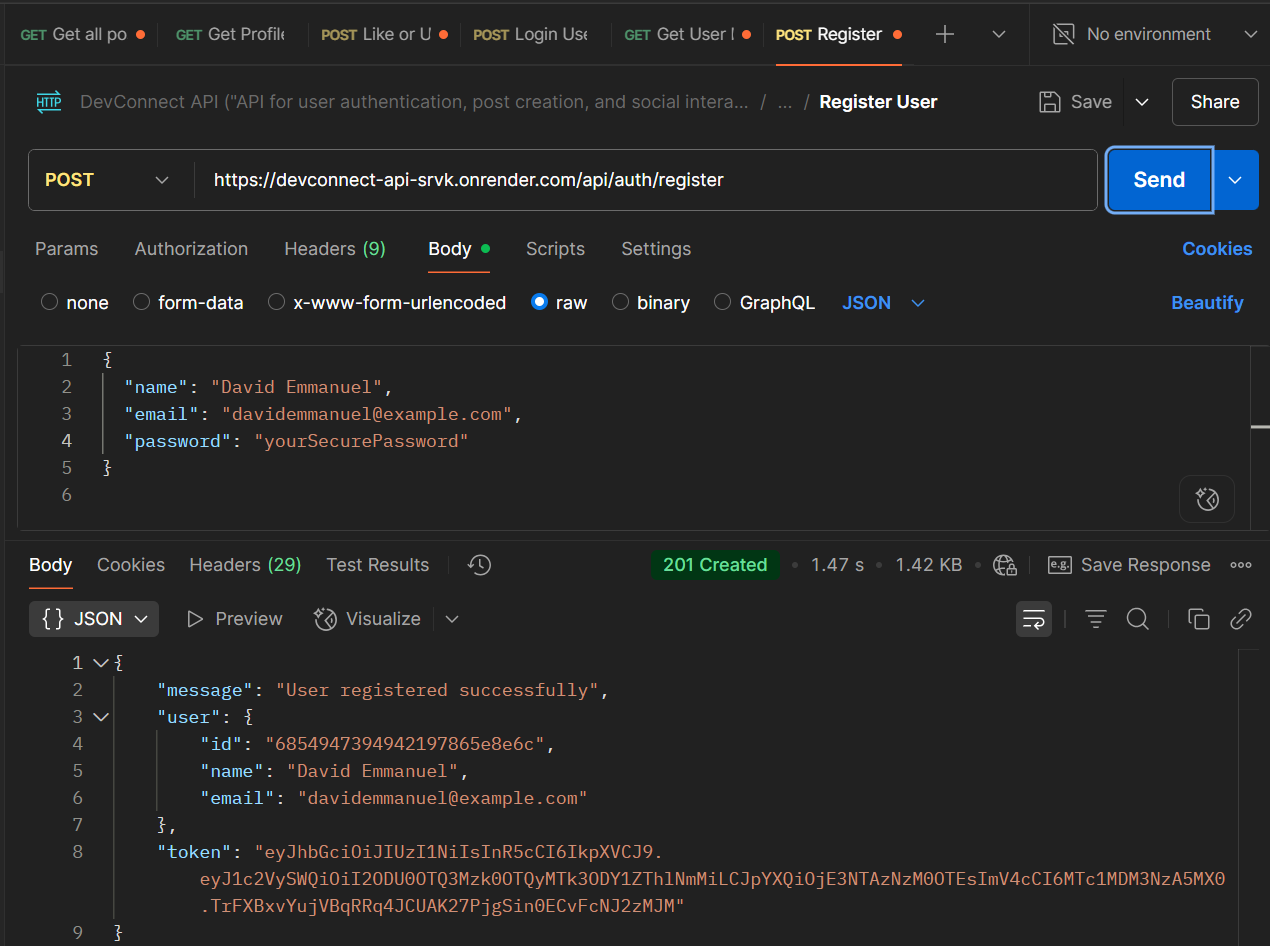 GET Get all po
GET Get Profile
POST Like or U
POST Login Use
GET Get User
POST Register
No environment
HTTP
DevConnect API ("API for user authentication, post creation, and social intera... / ... / Register User
Save
Share
POST
https://devconnect-api-srvk.onrender.com/api/auth/register
Send
Params Authorization Headers (9) Body Scripts Settings
Cookies
none form-data x-www-form-urlencoded raw binary GraphQL JSON
Beautify
1 {
2 "name": "David Emmanuel",
3 "email": "davidemmanuel@example.com",
4 "password": "yourSecurePassword"
5 }
6
Body Cookies Headers (29) Test Results
201 Created • 1.47 s • 1.42 KB
e.g. Save Response
{} JSON
Preview
Visualize
1 {
2 "message": "User registered successfully",
3 "user": {
4 "id": "6854947394942197865e8e6c",
5 "name": "David Emmanuel",
6 "email": "davidemmanuel@example.com"
7 },
8 "token": "eyJhbGciOiJIUzI1NiIsInR5cCI6IkpXVCJ9.
eyJ1c2VySWQiOiI2ODU0OTQ3Mzk0OTQyMTk3ODY1ZThlNmMiLCJpYXQiOjE3NTAzNzM0OTEsImV4cCI6MTc1MDM3NzA5MX0
.TrFXBxvYujVBqRRq4JCUAK27PjgSin0ECvFcNJ2zMJM"
9 }